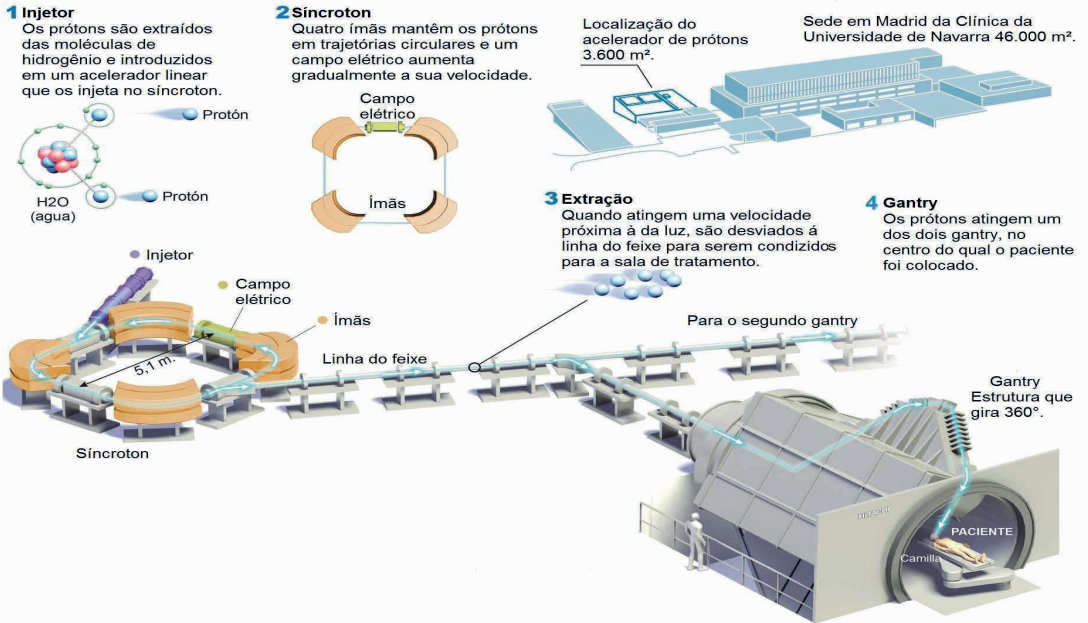 1 Injetor
Os prótons são extraídos
das moléculas de
hidrogênio e introduzidos
em um acelerador linear
que os injeta no síncroton.
Protón
Protón
H2O
(agua)
2 Síncroton
Quatro ímãs mantêm os prótons
em trajetórias circulares e um
campo elétrico aumenta
gradualmente a sua velocidade.
Campo
elétrico
Ímãs
Localização do
acelerador de prótons
3.600 m².
Sede em Madrid da Clínica da
Universidade de Navarra 46.000 m².
3 Extração
Quando atingem uma velocidade
próxima à da luz, são desviados á
linha do feixe para serem condizidos
para a sala de tratamento.
4 Gantry
Os prótons atingem um
dos dois gantry, no
centro do qual o paciente
foi colocado.
Injetor
Campo
elétrico
Ímãs
5,1 m.
Linha do feixe
Síncroton
Para o segundo gantry
Gantry
Estrutura que
gira 360°.
HITACHI
PACIENTE
Camilla